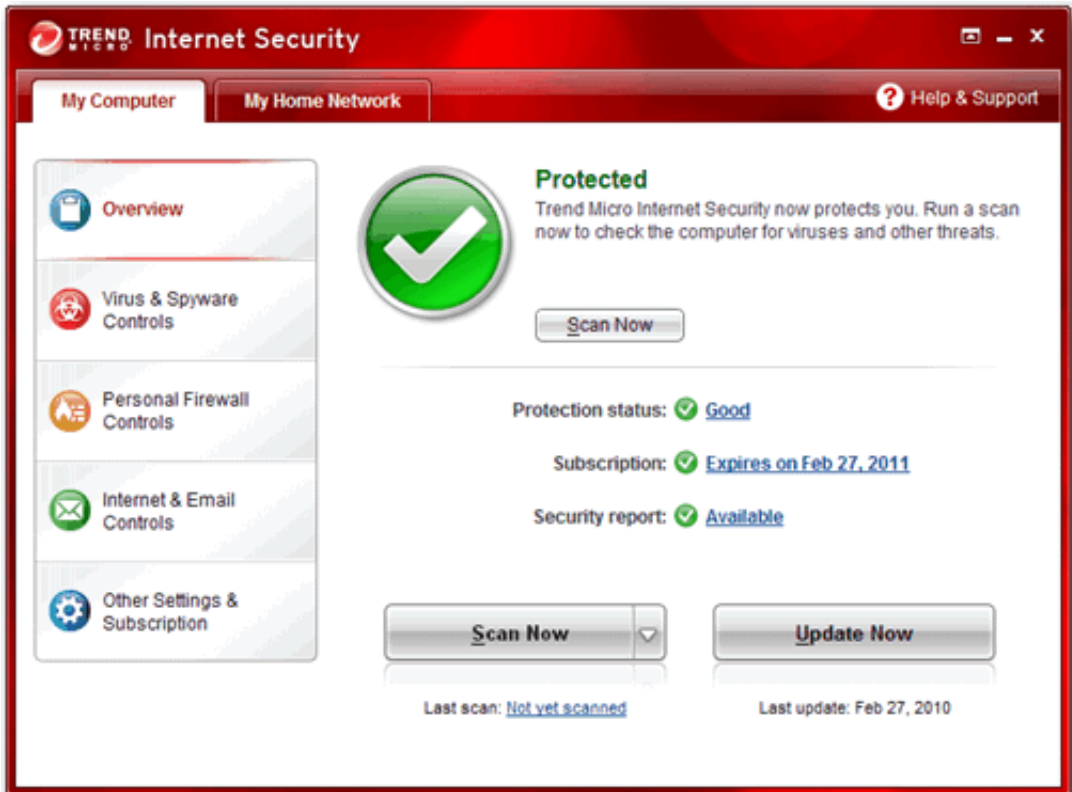 TREND MICRO Internet Security
My Computer
My Home Network
? Help & Support
Overview
Virus & Spyware
Controls
Personal Firewall
Controls
Internet & Email
Controls
Other Settings &
Subscription
Protected
Trend Micro Internet Security now protects you. Run a scan
now to check the computer for viruses and other threats.
Scan Now
Protection status: Good
Subscription: Expires on Feb 27, 2011
Security report: Available
Scan Now
Update Now
Last scan: Not yet scanned
Last update: Feb 27, 2010